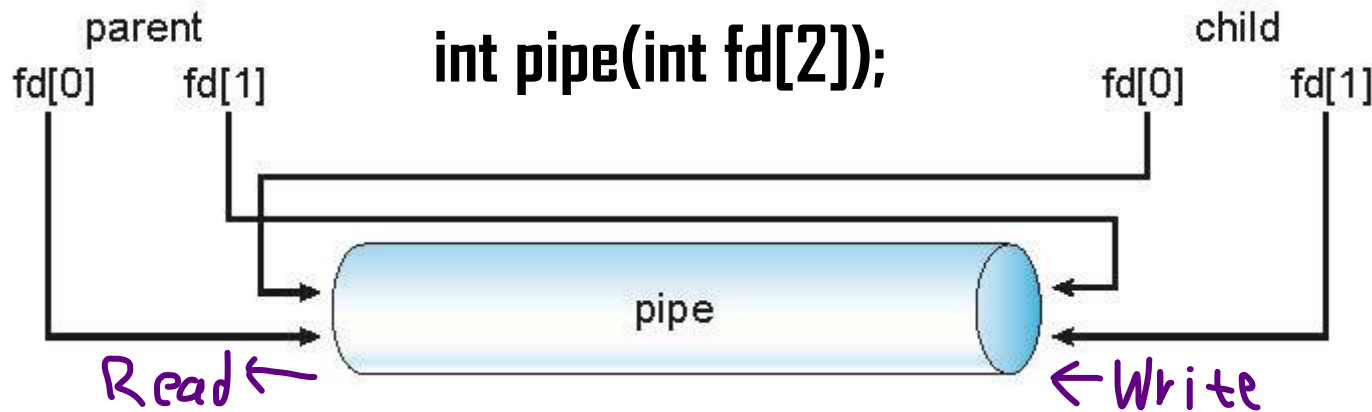 parent
int pipe(int fd[2]);
child
fd[0]
fd[1]
fd[0]
fd[1]
pipe
Read
Write